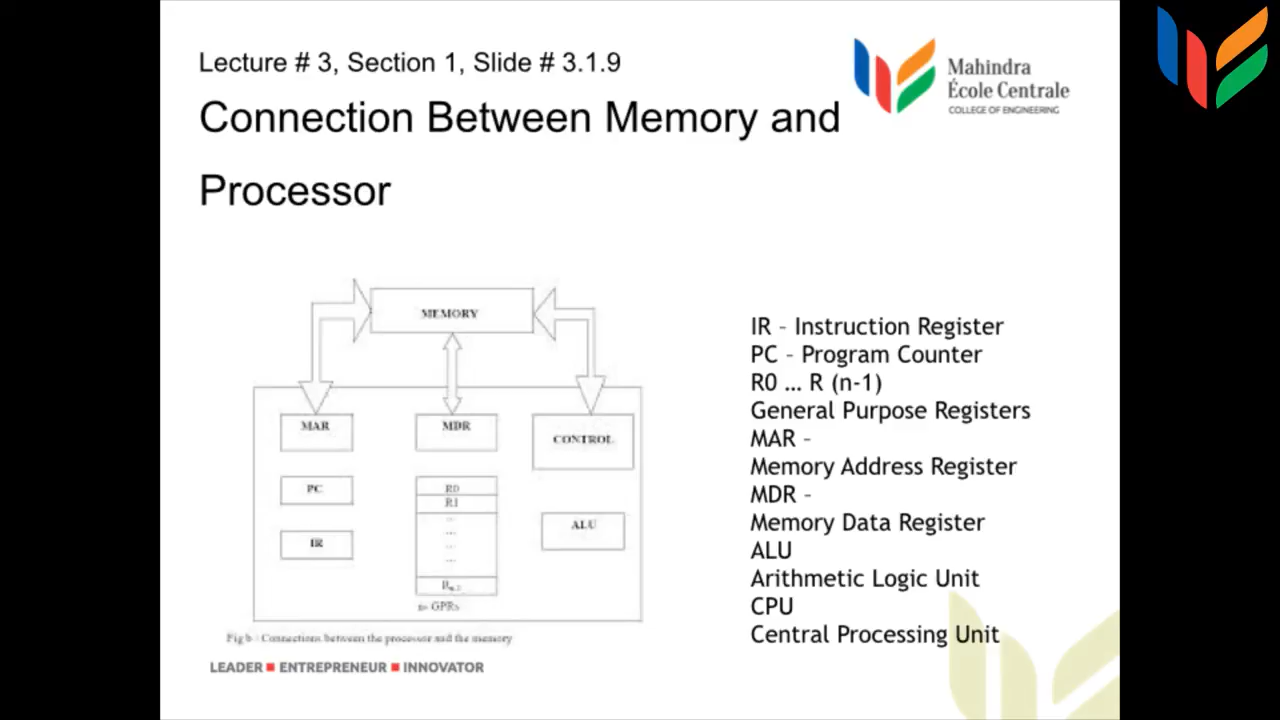 Lecture # 3, Section 1, Slide # 3.1.9
Connection Between Memory and
Processor
Mahindra
École Centrale
COLLEGE OF ENGINEERING
MEMORY
MAR
MDR
CONTROL
PC
R0
R1
ALU
IR
...
...
...
...
Rn-1
n- GPRs
Fig b : Connections between the processor and the memory
IR – Instruction Register
PC – Program Counter
R0 … R (n-1)
General Purpose Registers
MAR –
Memory Address Register
MDR –
Memory Data Register
ALU
Arithmetic Logic Unit
CPU
Central Processing Unit
LEADER ■ ENTREPRENEUR ■ INNOVATOR